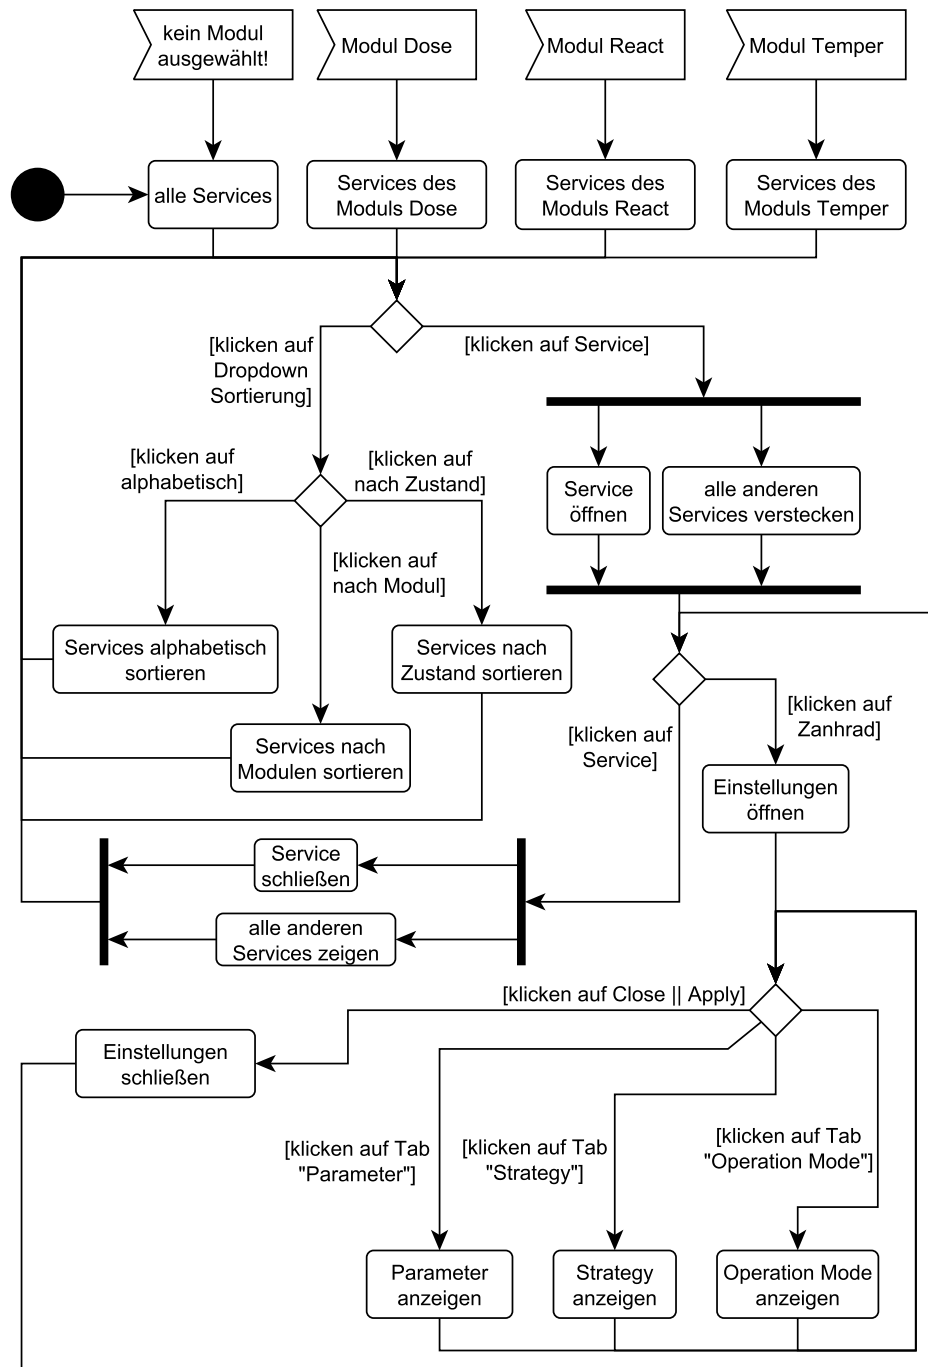 kein Modul
ausgewählt!
Modul Dose
Modul React
Modul Temper
alle Services
Services des
Moduls Dose
Services des
Moduls React
Services des
Moduls Temper
[klicken auf
Dropdown
Sortierung]
[klicken auf Service]
[klicken auf
alphabetisch]
[klicken auf
nach Zustand]
[klicken auf
nach Modul]
Service
öffnen
alle anderen
Services verstecken
Services alphabetisch
sortieren
Services nach
Zustand sortieren
Services nach
Modulen sortieren
[klicken auf
Service]
[klicken auf
Zanhrad]
Einstellungen
öffnen
Service
schließen
alle anderen
Services zeigen
[klicken auf Close || Apply]
Einstellungen
schließen
[klicken auf Tab
"Parameter"]
[klicken auf Tab
"Strategy"]
[klicken auf Tab
"Operation Mode"]
Parameter
anzeigen
Strategy
anzeigen
Operation Mode
anzeigen